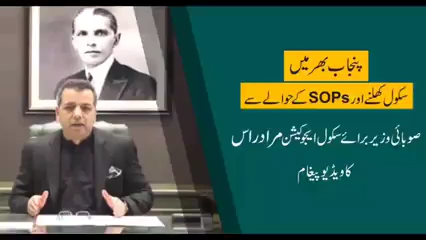 پنجاب بھر میں
سکول کھلنے اور SOPs کے حوالے سے
صوبائی وزیر برائے سکول ایجوکیشن مراد راس
کا ویڈیو پیغام